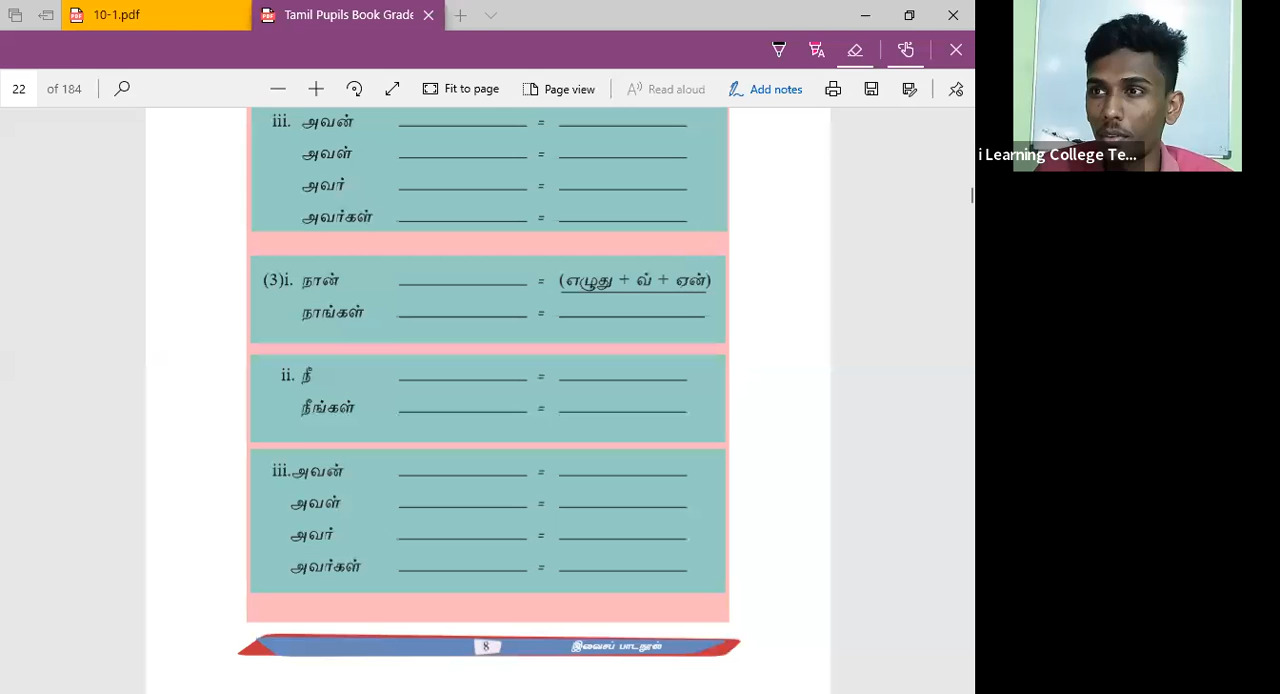 10-1.pdf
Tamil Pupils Book Grade
22 of 184
Fit to page
Page view
Read aloud
Add notes
iii. அவன் =
அவள் =
அவர் =
அவர்கள் =
(3)i. நான் = (எழுது + வ் + ஏன்)
நாங்கள் =
ii. நீ =
நீங்கள் =
iii.அவன் =
அவள் =
அவர் =
அவர்கள் =
8 இலவசப் பாடநூல்
i Learning College Te...